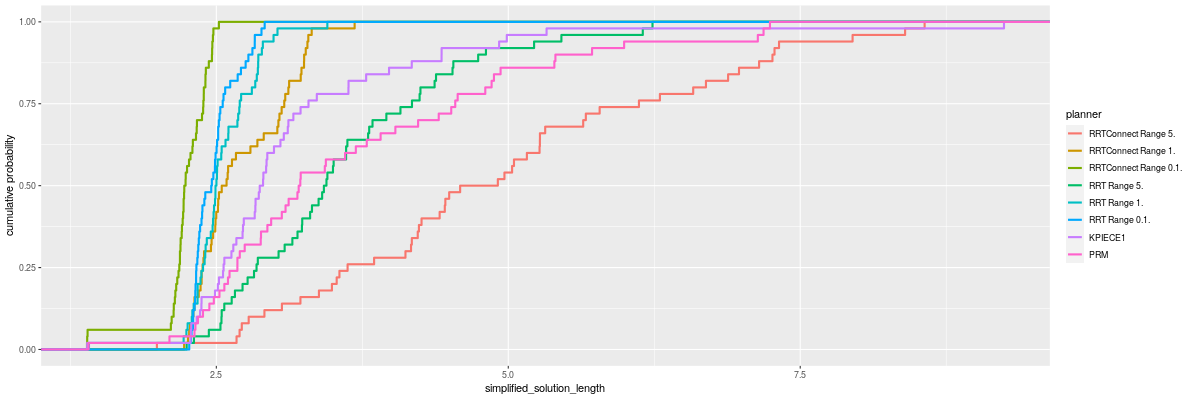 1.00
0.75
0.50
0.25
0.00
cumulative probability
2.5 5.0 7.5
simplified_solution_length
planner
RRTConnect Range 5.
RRTConnect Range 1.
RRTConnect Range 0.1.
RRT Range 5.
RRT Range 1.
RRT Range 0.1.
KPIECE1
PRM